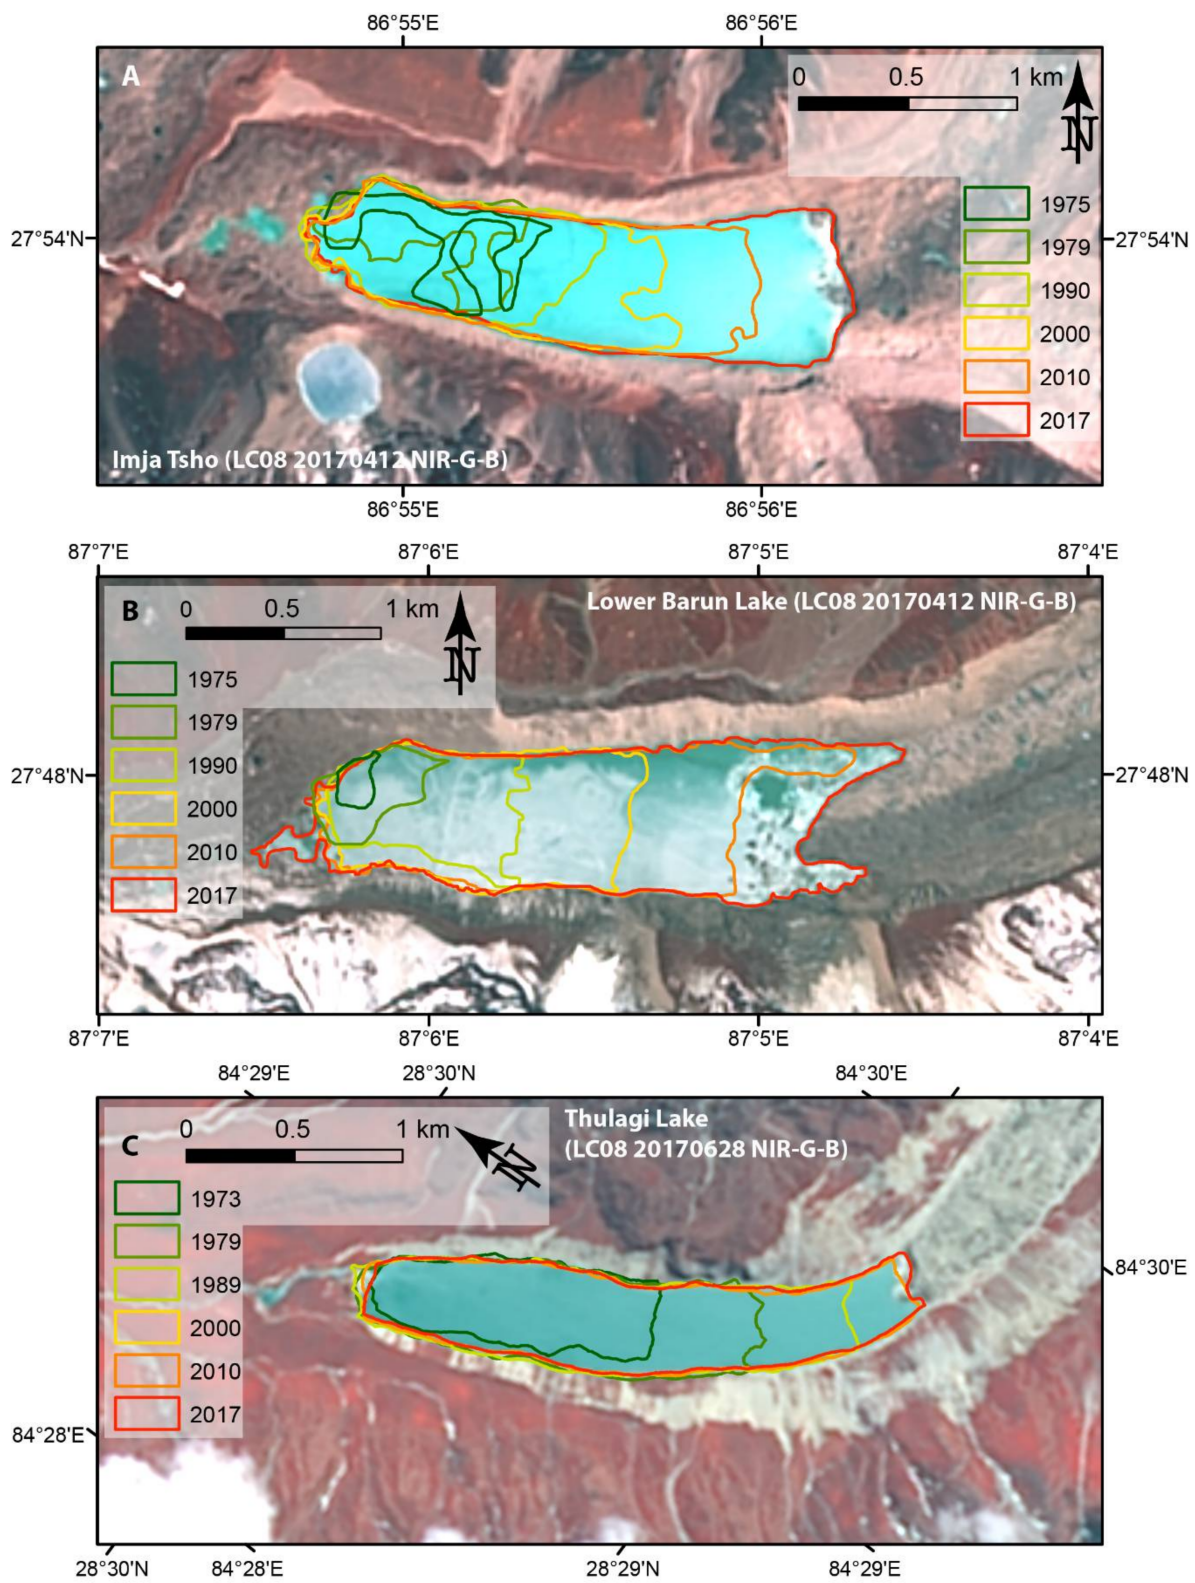 86°55'E 86°56'E
A
0 0.5 1 km
N
1975
1979
1990
2000
2010
2017
27°54'N 27°54'N
Imja Tsho (LC08 20170412 NIR-G-B)
86°55'E 86°56'E
87°7'E 87°6'E 87°5'E 87°4'E
B
0 0.5 1 km
N
Lower Barun Lake (LC08 20170412 NIR-G-B)
1975
1979
1990
2000
2010
2017
27°48'N 27°48'N
87°7'E 87°6'E 87°5'E 87°4'E
84°29'E 28°30'N 84°30'E
C
0 0.5 1 km
N
Thulagi Lake
(LC08 20170628 NIR-G-B)
1973
1979
1989
2000
2010
2017
84°30'E
84°28'E
28°30'N 84°28'E 28°29'N 84°29'E